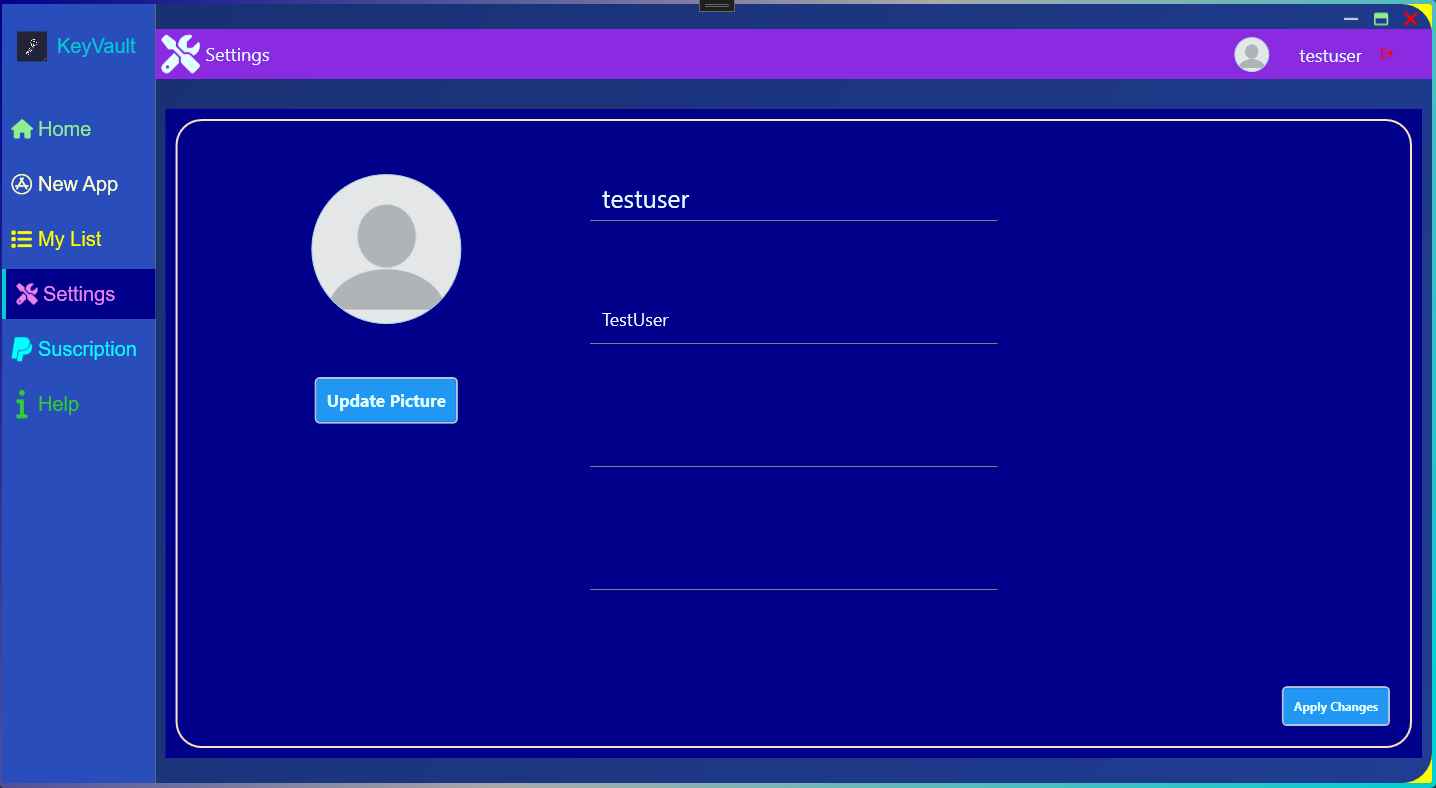 KeyVault
Settings
testuser
Home
New App
My List
Settings
Suscription
Help
testuser
TestUser
Update Picture
Apply Changes